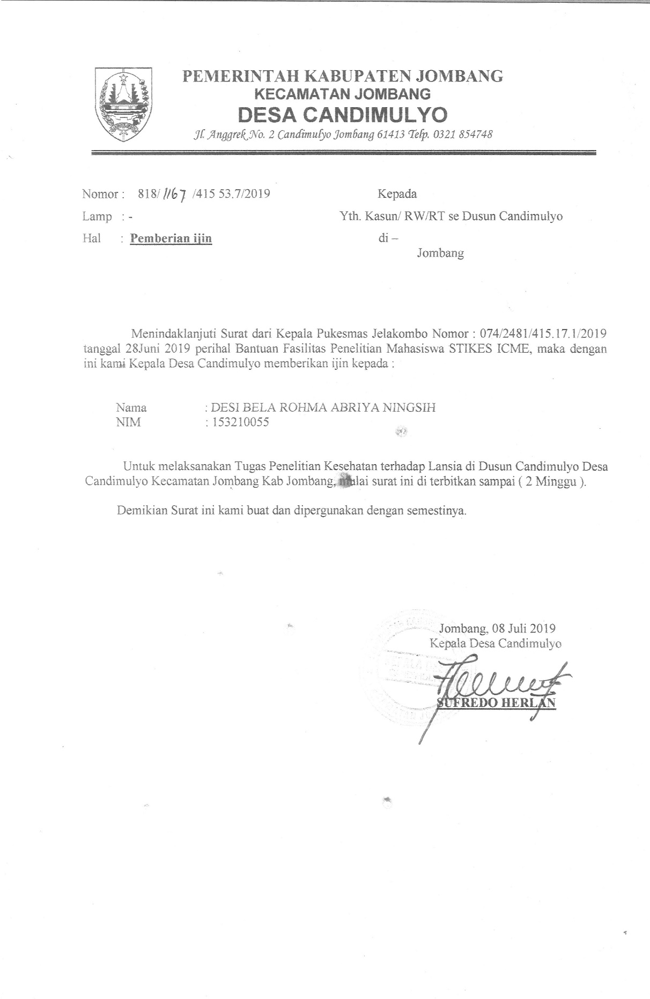 PEMERINTAH KABUPATEN JOMBANG
KECAMATAN JOMBANG
DESA CANDIMULYO
Jl. Anggrek No. 2 Candimulyo Jombang 61413 Telp. 0321 854748
Nomor : 818/ 1167 /415 53.7/2019
Kepada
Lamp : -
Yth. Kasun/ RW/RT se Dusun Candimulyo
Hal : Pemberian ijin
di –
Jombang
Menindaklanjuti Surat dari Kepala Pukesmas Jelakombo Nomor : 074/2481/415.17.1/2019
tanggal 28Juni 2019 perihal Bantuan Fasilitas Penelitian Mahasiswa STIKES ICME, maka dengan
ini kami Kepala Desa Candimulyo memberikan ijin kepada :
Nama : DESI BELA ROHMA ABRIYA NINGSIH
NIM : 153210055
Untuk melaksanakan Tugas Penelitian Kesehatan terhadap Lansia di Dusun Candimulyo Desa
Candimulyo Kecamatan Jombang Kab Jombang, mulai surat ini di terbitkan sampai ( 2 Minggu ).
Demikian Surat ini kami buat dan dipergunakan dengan semestinya.
Jombang, 08 Juli 2019
Kepala Desa Candimulyo
SUFREDO HERLAN